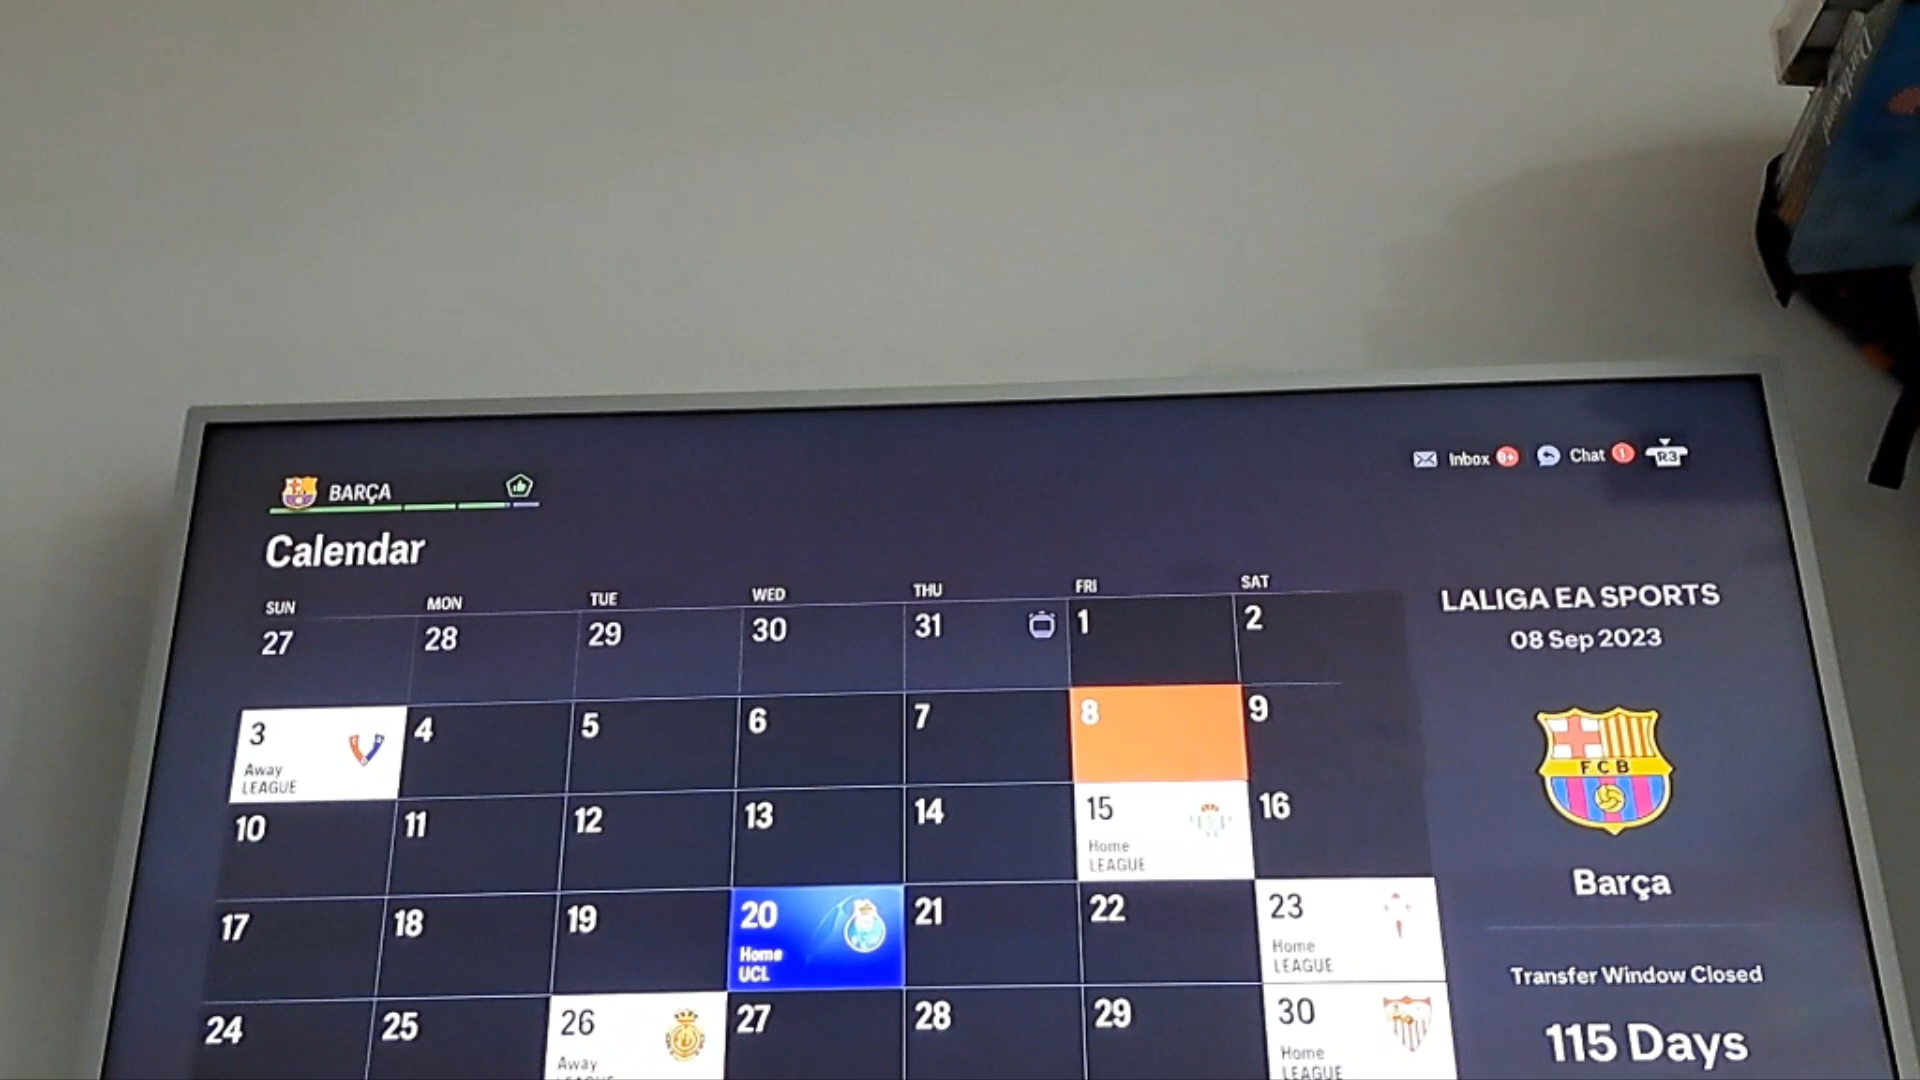 BARÇA
Inbox 9+ Chat 1 R3
Calendar
SUN MON TUE WED THU FRI SAT
27 28 29 30 31 1 2
3 4 5 6 7 8 9
Away
LEAGUE
10 11 12 13 14 15 16
Home
LEAGUE
17 18 19 20 21 22 23
Home
UCL
Home
LEAGUE
24 25 26 27 28 29 30
Away
LEAGUE
Home
LEAGUE
LALIGA EA SPORTS
08 Sep 2023
FCB
Barça
Transfer Window Closed
115 Days